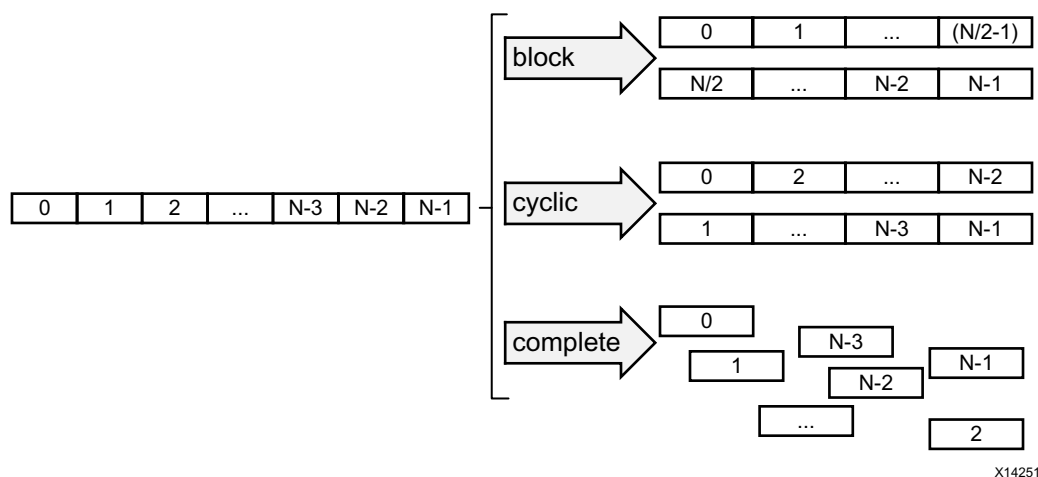 0 1 2 ... N-3 N-2 N-1
block
0 1 ... (N/2-1)
N/2 ... N-2 N-1
cyclic
0 2 ... N-2
1 ... N-3 N-1
complete
0
1
N-3
N-2
N-1
...
2
X14251